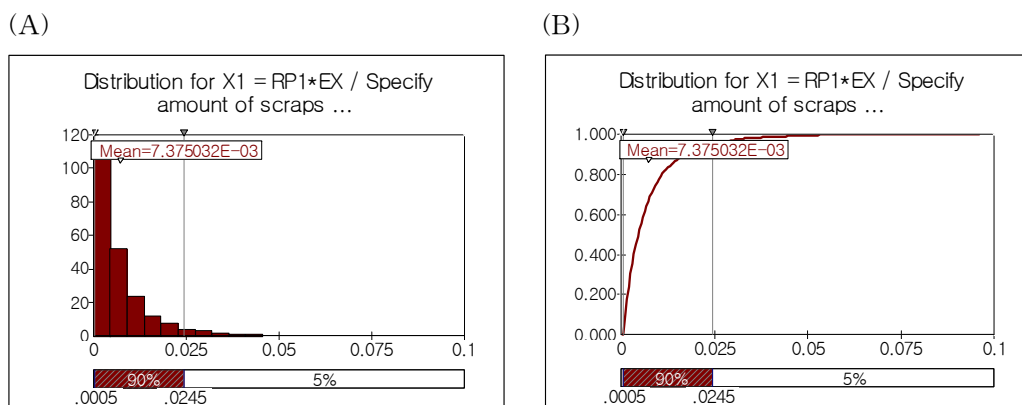 (A)
Distribution for X1 = RP1*EX / Specify
amount of scraps ...
Mean=7.375032E-03
120
100
80
60
40
20
0
0 0.025 0.05 0.075 0.1
90% 5%
.0005 .0245
(B)
Distribution for X1 = RP1*EX / Specify
amount of scraps ...
Mean=7.375032E-03
1.000
0.800
0.600
0.400
0.200
0.000
0 0.025 0.05 0.075 0.1
90% 5%
.0005 .0245